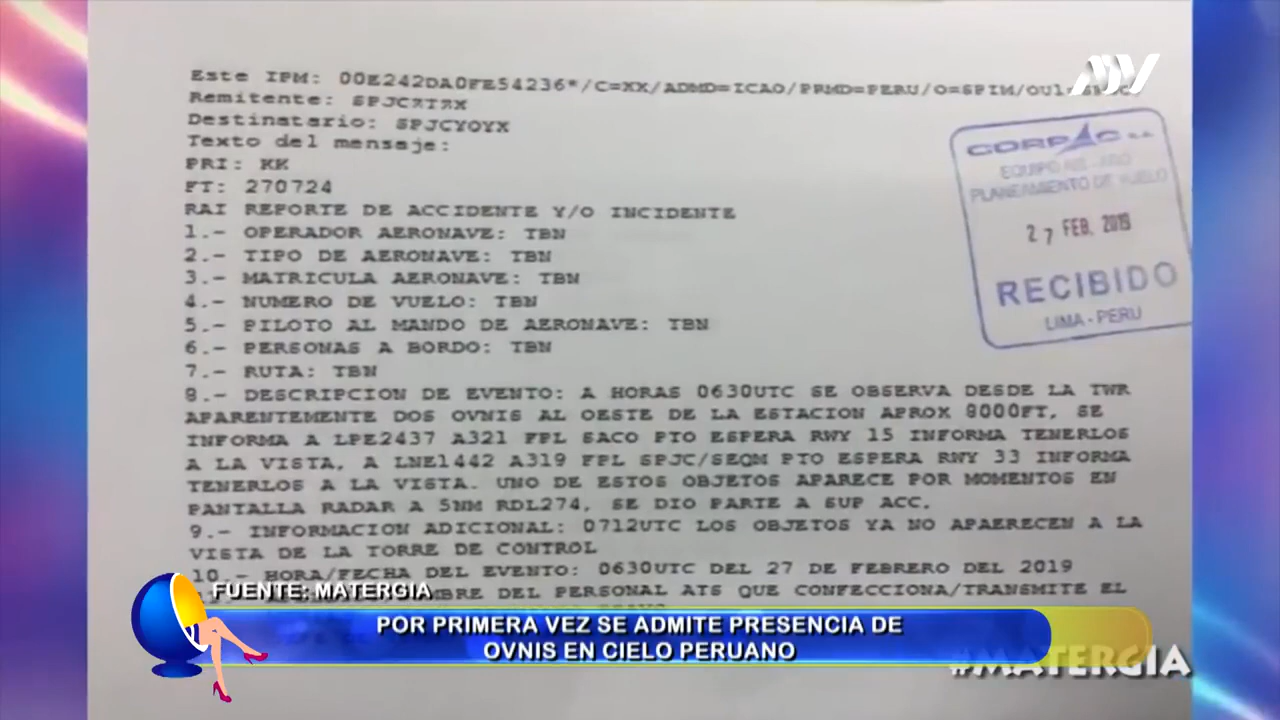 Este IPM: 00E242DA0FE54236*/C=XX/ADMD=ICAO/PRMD=PERU/O=SPIM/OU1=
Remitente:
Destinatario: SPJCYOYX
Texto del mensaje:
PRI: KK
FT: 270724
RAI REPORTE DE ACCIDENTE Y/O INCIDENTE
1.- OPERADOR AERONAVE: TBN
2.- TIPO DE AERONAVE: TBN
3.- MATRICULA AERONAVE: TBN
4.- NUMERO DE VUELO: TBN
5.- PILOTO AL MANDO DE AERONAVE: TBN
6.- PERSONAS A BORDO: TBN
7.- RUTA: TBN
8.- DESCRIPCION DE EVENTO: A HORAS 0630UTC SE OBSERVA DESDE LA TWR
APARENTEMENTE DOS OVNIS AL OESTE DE LA ESTACION APROX 8000FT, SE
INFORMA A LPE2437 A321 FPL SACO PTO ESPERA RWY 15 INFORMA TENERLOS
A LA VISTA, A LNE1442 A319 FPL SPJC/SEQM PTO ESPERA RWY 33 INFORMA
TENERLOS A LA VISTA. UNO DE ESTOS OBJETOS APARECE POR MOMENTOS EN
PANTALLA RADAR A 5NM RDL274, SE DIO PARTE A SUP ACC.
9.- INFORMACION ADICIONAL: 0712UTC LOS OBJETOS YA NO APAERECEN A LA
VISTA DE LA TORRE DE CONTROL
10.- HORA/FECHA DEL EVENTO: 0630UTC DEL 27 DE FEBRERO DEL 2019
DEL PERSONAL ATS QUE CONFECCIONA/TRANSMITE EL
CORPAC S.A.
EQUIPO
PLANEAMIENTO DE VUELO
27 FEB. 2019
RECIBIDO
LIMA - PERU
FUENTE: MATERGIA
POR PRIMERA VEZ SE ADMITE PRESENCIA DE
OVNIS EN CIELO PERUANO
#MATERGIA